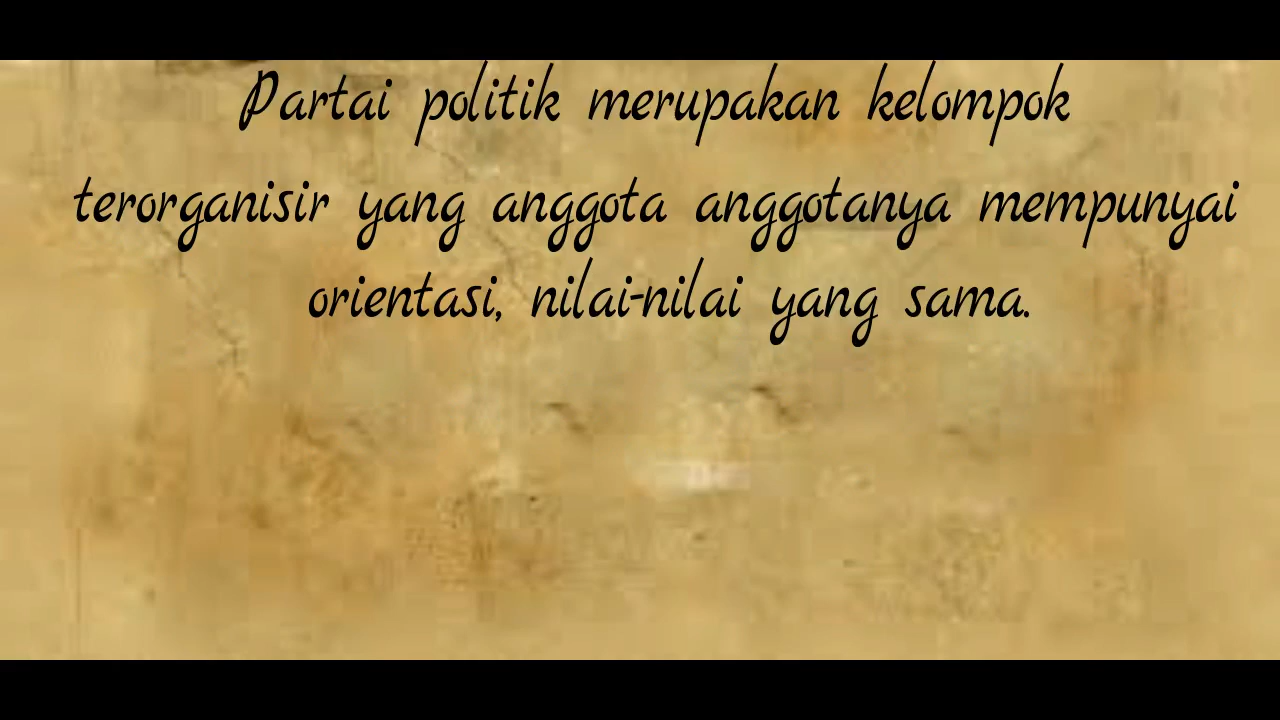 Partai politik merupakan kelompok
terorganisir yang anggota anggotanya mempunyai
orientasi, nilai-nilai yang sama.